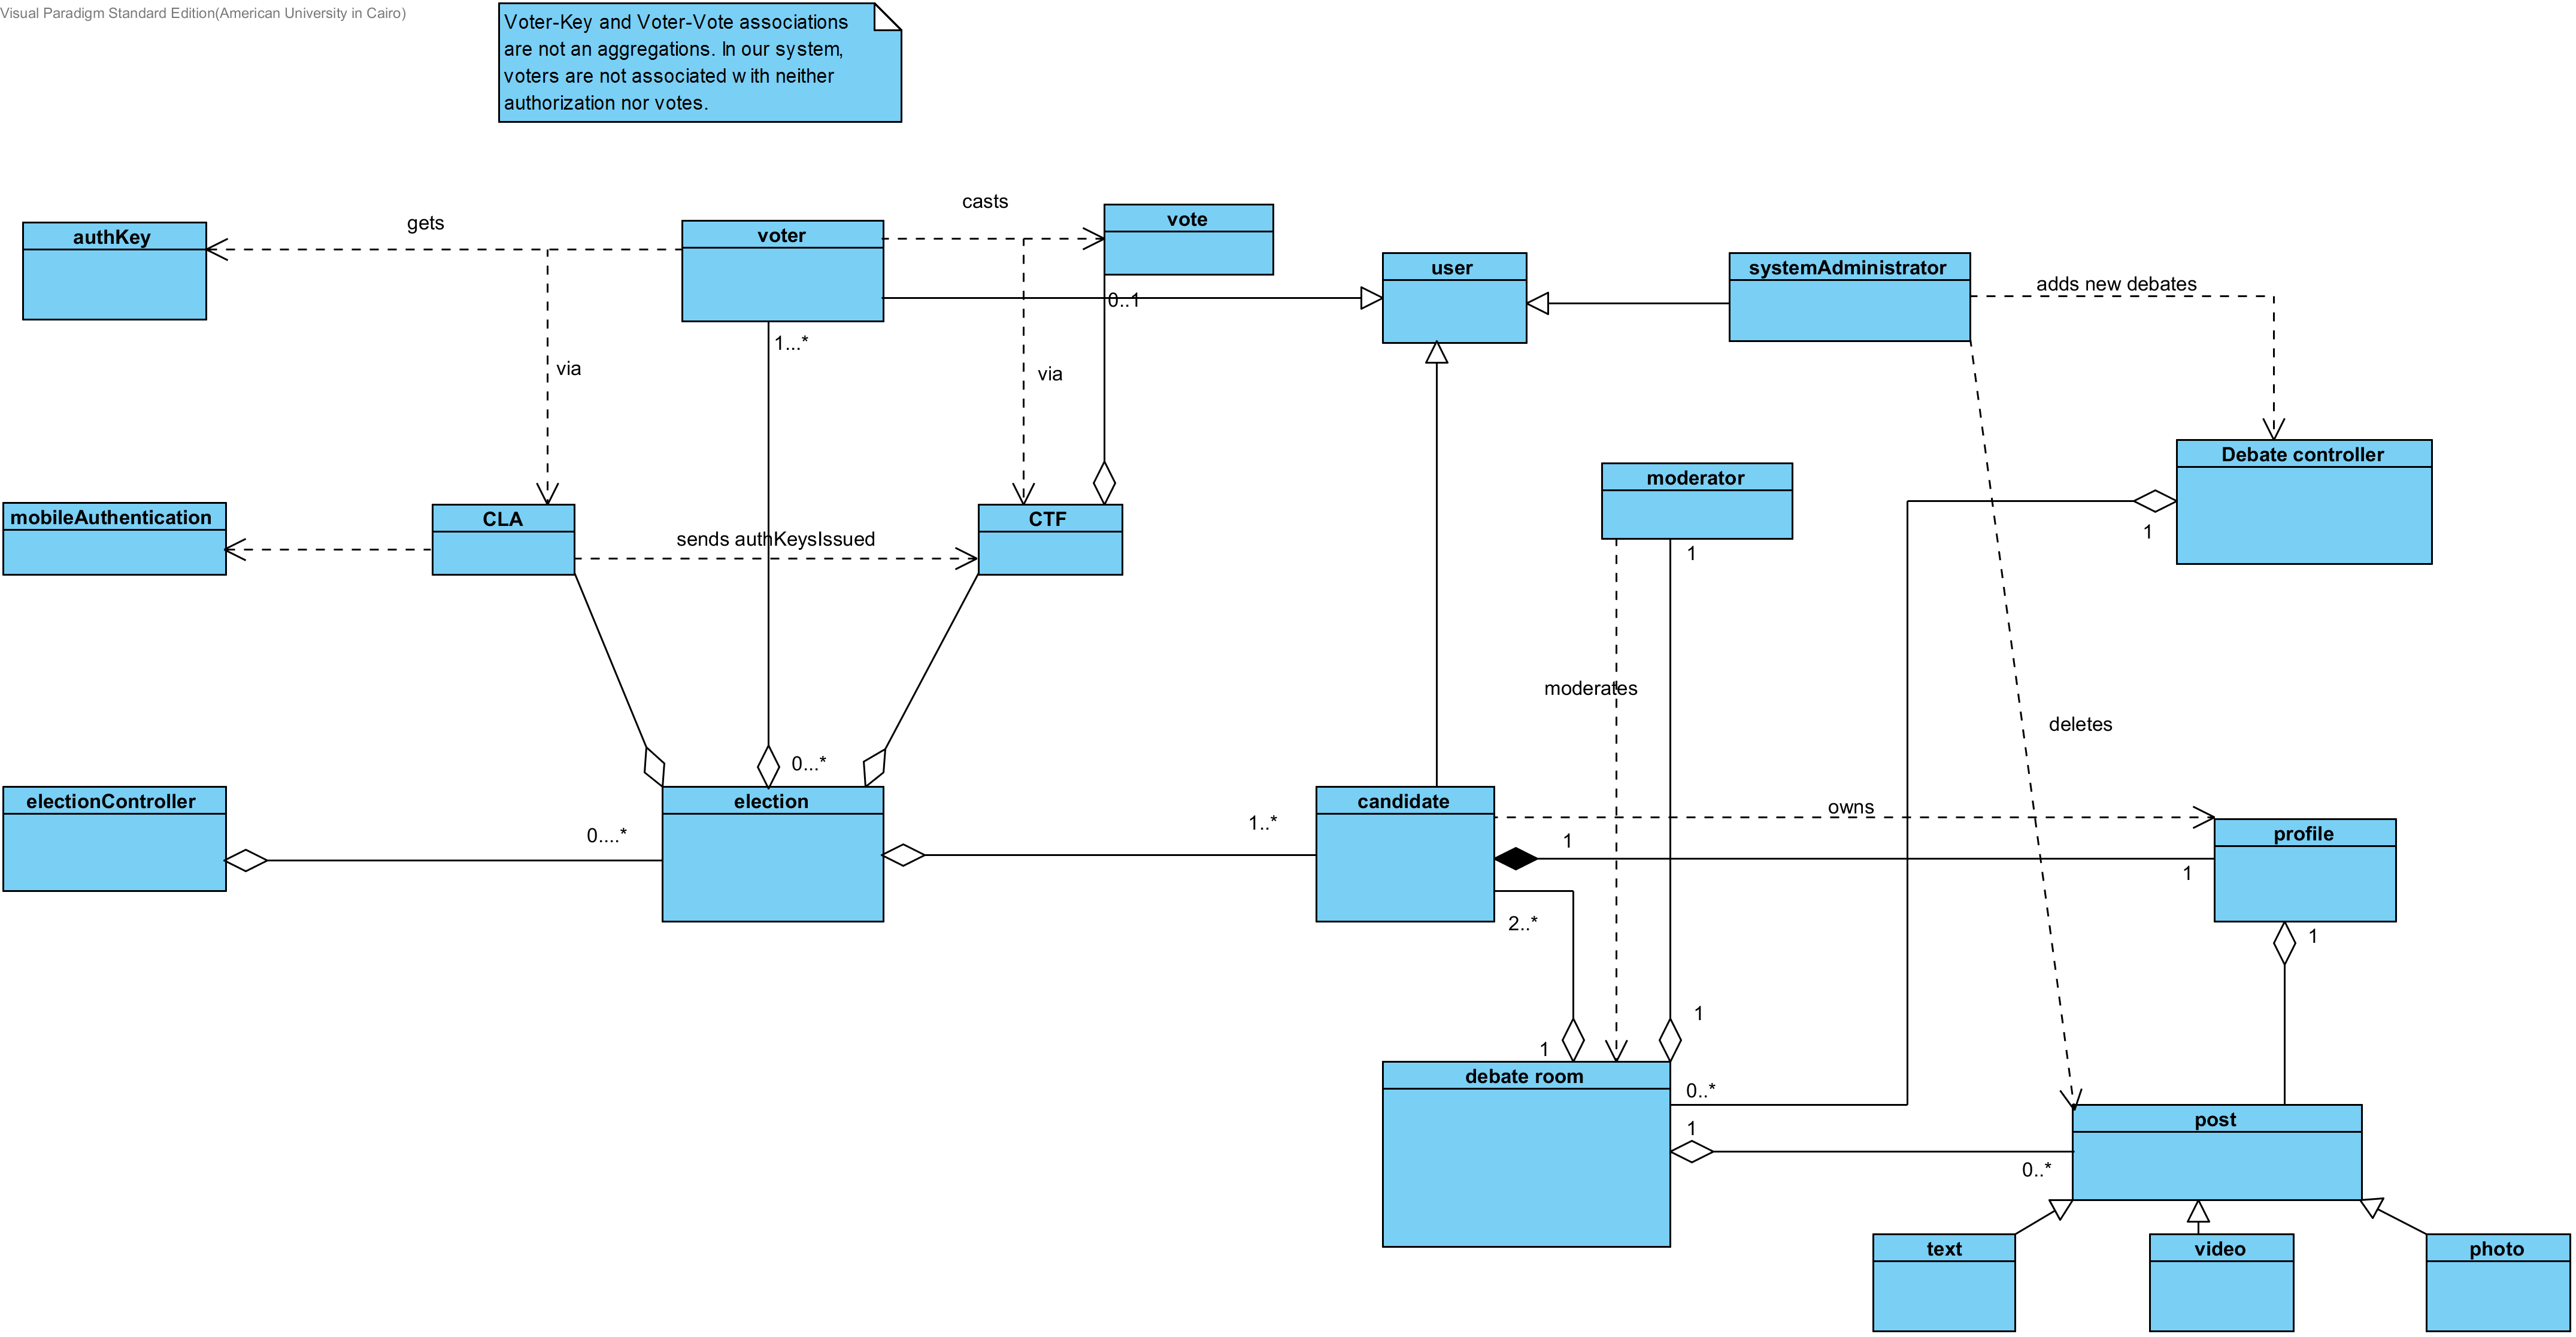 Visual Paradigm Standard Edition(American University in Cairo)
Voter-Key and Voter-Vote associations
are not an aggregations. In our system,
voters are not associated with neither
authorization nor votes.
gets
casts
authKey
voter
vote
user
systemAdministrator
adds new debates
0..1
1...*
via
via
Debate controller
moderator
mobileAuthentication
CLA
CTF
sends authKeysIssued
1
1
moderates
deletes
0...*
electionController
election
candidate
0....*
1..*
owns
1
profile
1
2..*
1
1
1
debate room
0..*
1
post
0..*
text
video
photo